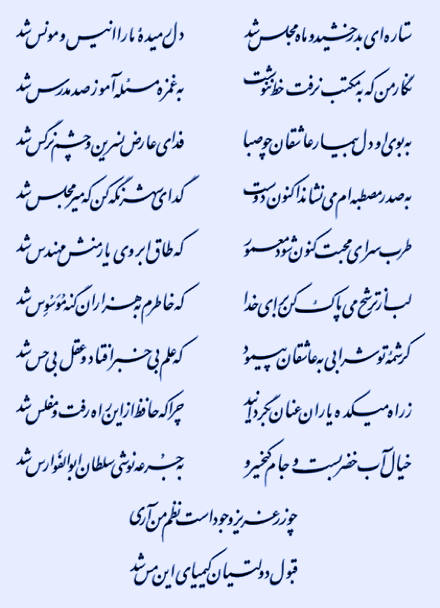 ستاره‌ای بدرخشید و ماه مجلس شد دل رمیدهٔ ما را انیس و مونس شد
نگار من که به مکتب نرفت و خط ننوشت به غمزه مسئله آموز صد مدرس شد
به بوی او دل بیمار عاشقان چو صبا فدای عارض نسرین و چشم نرگس شد
به صدر مصطبه‌ام می‌نشاند اکنون دوست گدای شهر نگه کن که میر مجلس شد
طرب سرای محبت کنون شود معمور که طاق ابروی یار منش مهندس شد
لب از ترشح می پاک کن برای خدا که خاطرم به هزاران گنه مُوَسوِس شد
کرشمهٔ تو شرابی به عاشقان پیمود که علم بی‌خبر افتاد و عقل بی‌حس شد
ز راه میکده یاران عنان بگردانید چرا که حافظ از این راه رفت و مفلس شد
خیال آب خضر بست و جام کیخسرو به جرعه نوشی سلطان ابوالفوارس شد
چو زر عزیز وجود است نظم من آری
قبول دولتیان کیمیای این مس شد